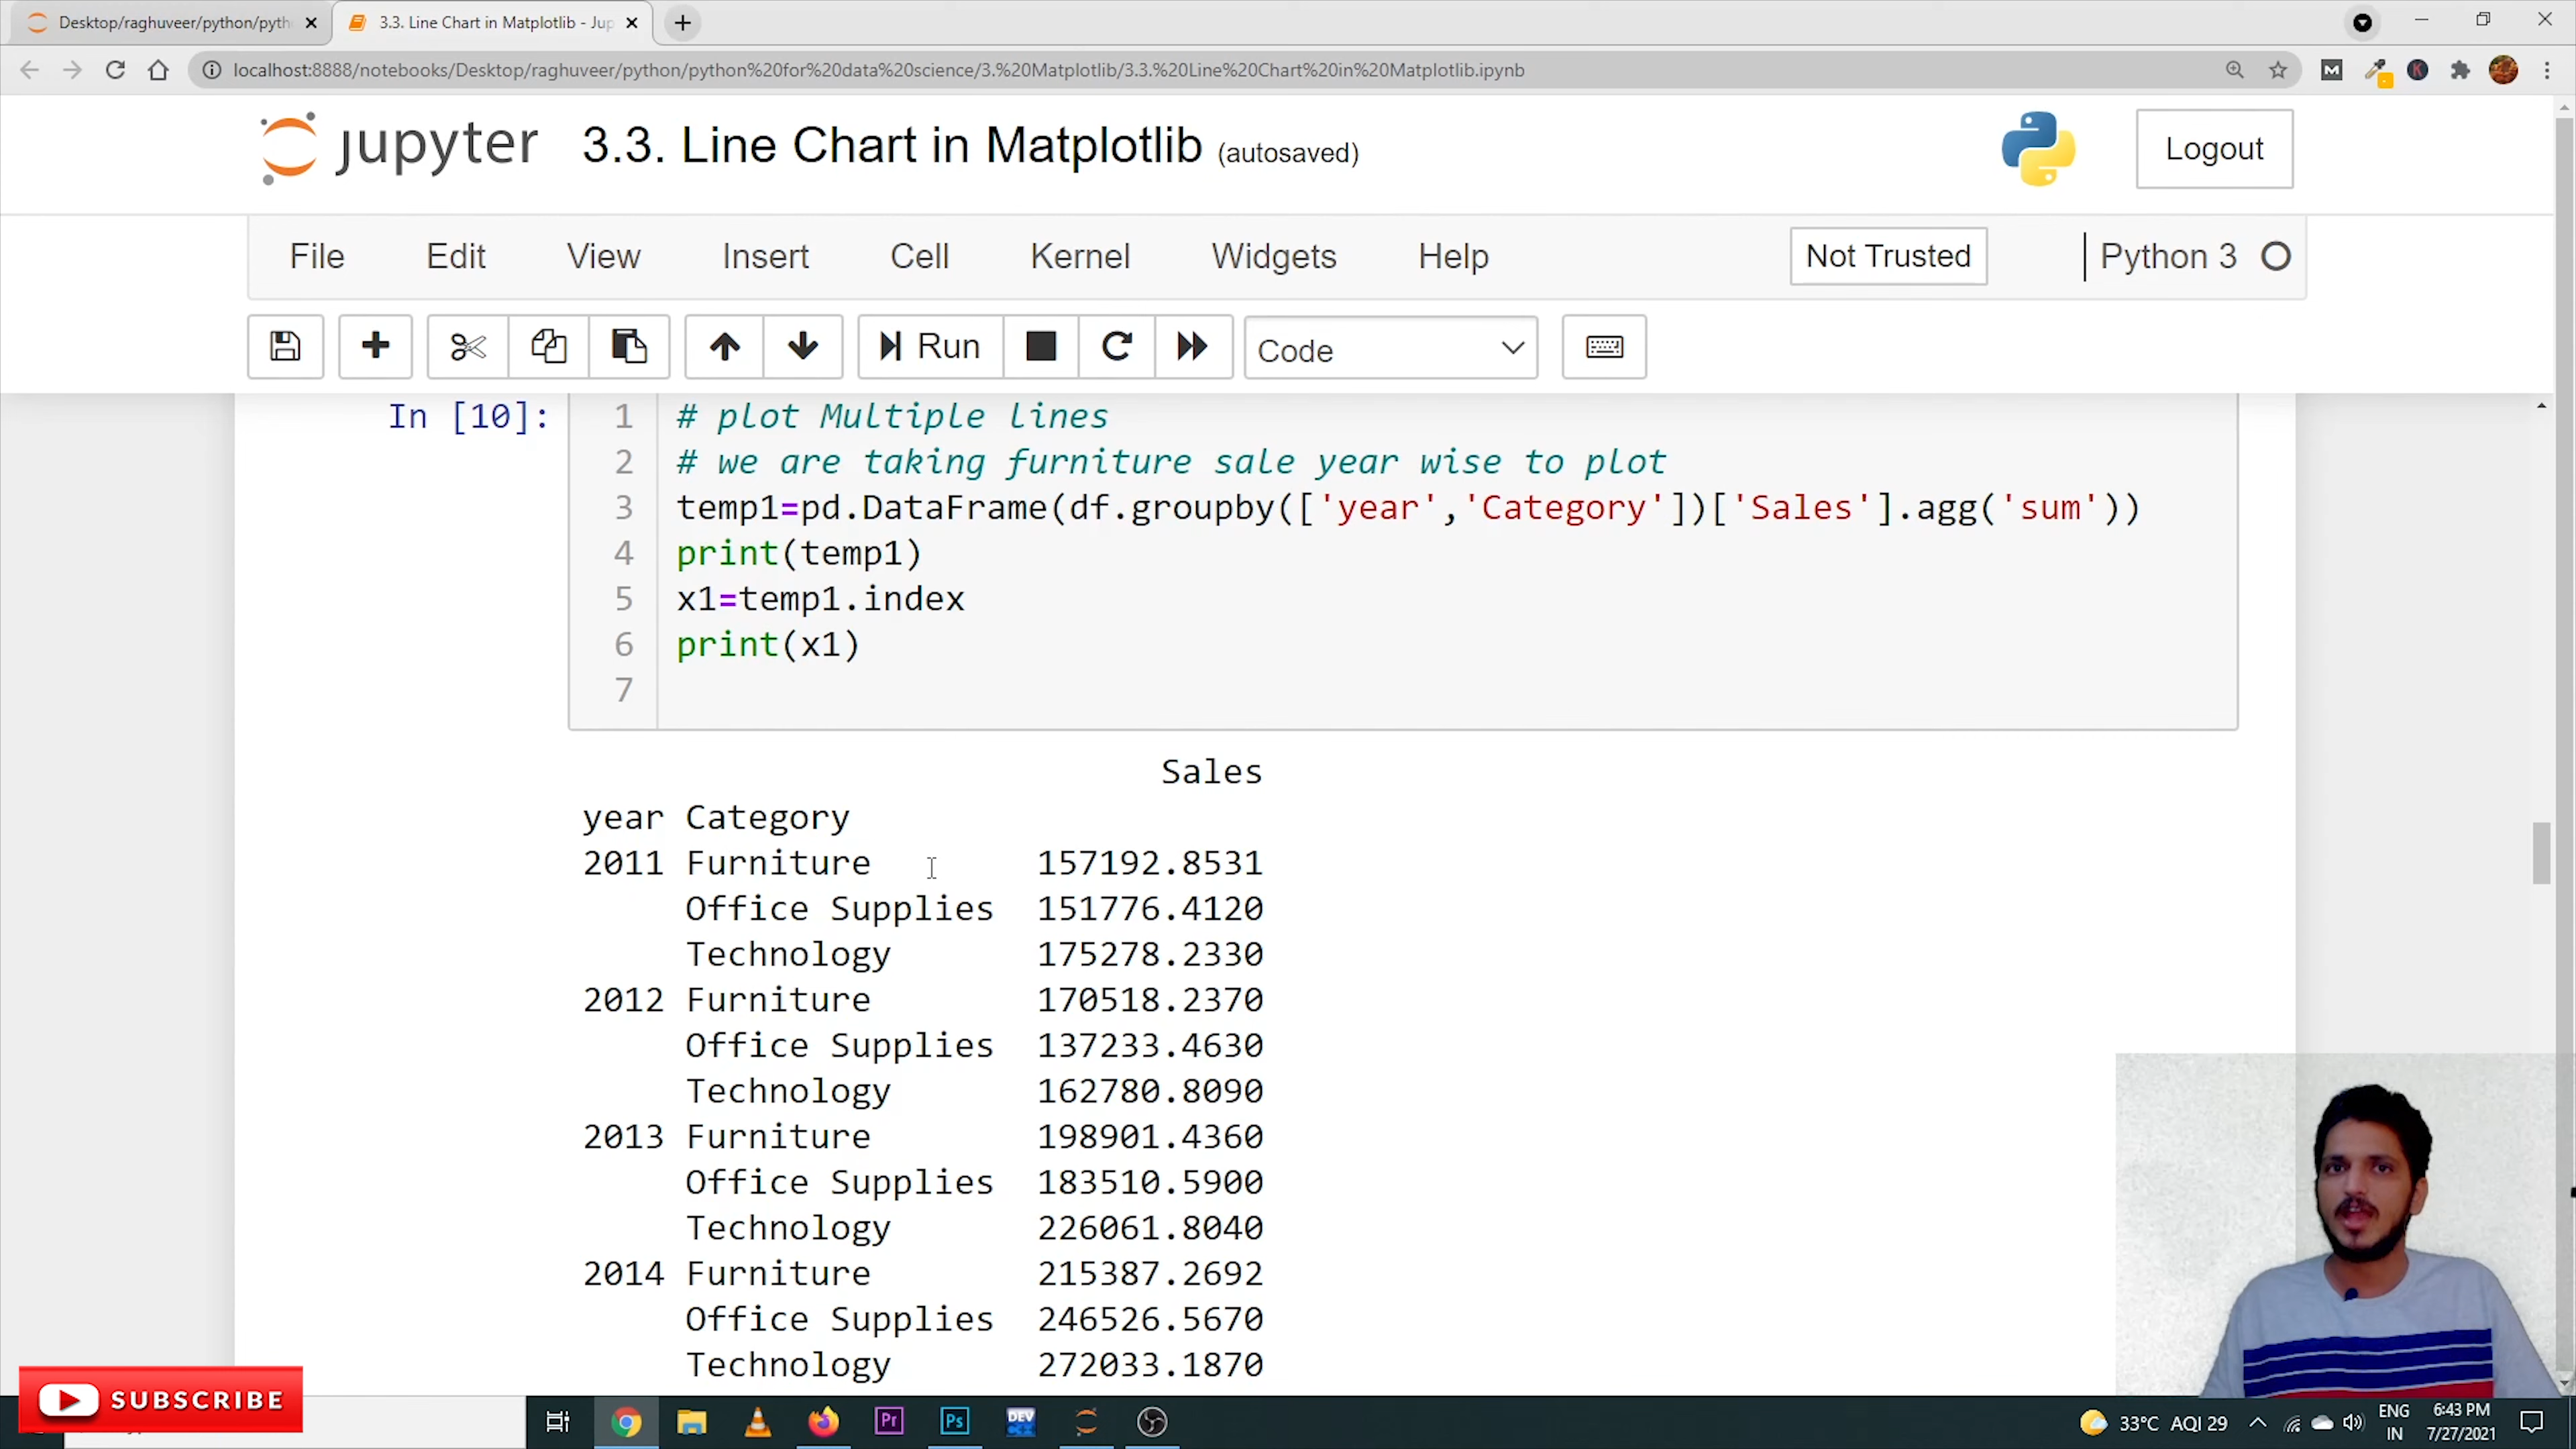 Desktop/raghuveer/python/pyth
3.3. Line Chart in Matplotlib - Jup
localhost:8888/notebooks/Desktop/raghuveer/python/python%20for%20data%20science/3.%20Matplotlib/3.3.%20Line%20Chart%20in%20Matplotlib.ipynb
jupyter 3.3. Line Chart in Matplotlib (autosaved)
Logout
File Edit View Insert Cell Kernel Widgets Help Not Trusted Python 3
Run Code
In [10]:
1 # plot Multiple lines
2 # we are taking furniture sale year wise to plot
3 temp1=pd.DataFrame(df.groupby(['year','Category'])['Sales'].agg('sum'))
4 print(temp1)
5 x1=temp1.index
6 print(x1)
7
Sales
year Category
2011 Furniture 157192.8531
Office Supplies 151776.4120
Technology 175278.2330
2012 Furniture 170518.2370
Office Supplies 137233.4630
Technology 162780.8090
2013 Furniture 198901.4360
Office Supplies 183510.5900
Technology 226061.8040
2014 Furniture 215387.2692
Office Supplies 246526.5670
Technology 272033.1870
SUBSCRIBE
Pr
Ps
DEV
33°C AQI 29
ENG
IN
6:43 PM
7/27/2021